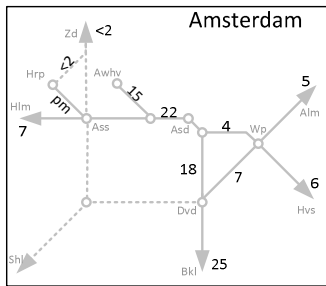 Amsterdam
Zd
<2
Hrp
<2
Awhv
pm
15
5
Hlm
7
Ass
22
Asd
4
Wp
Alm
18
7
6
Hvs
Dvd
Shl
Bkl
25